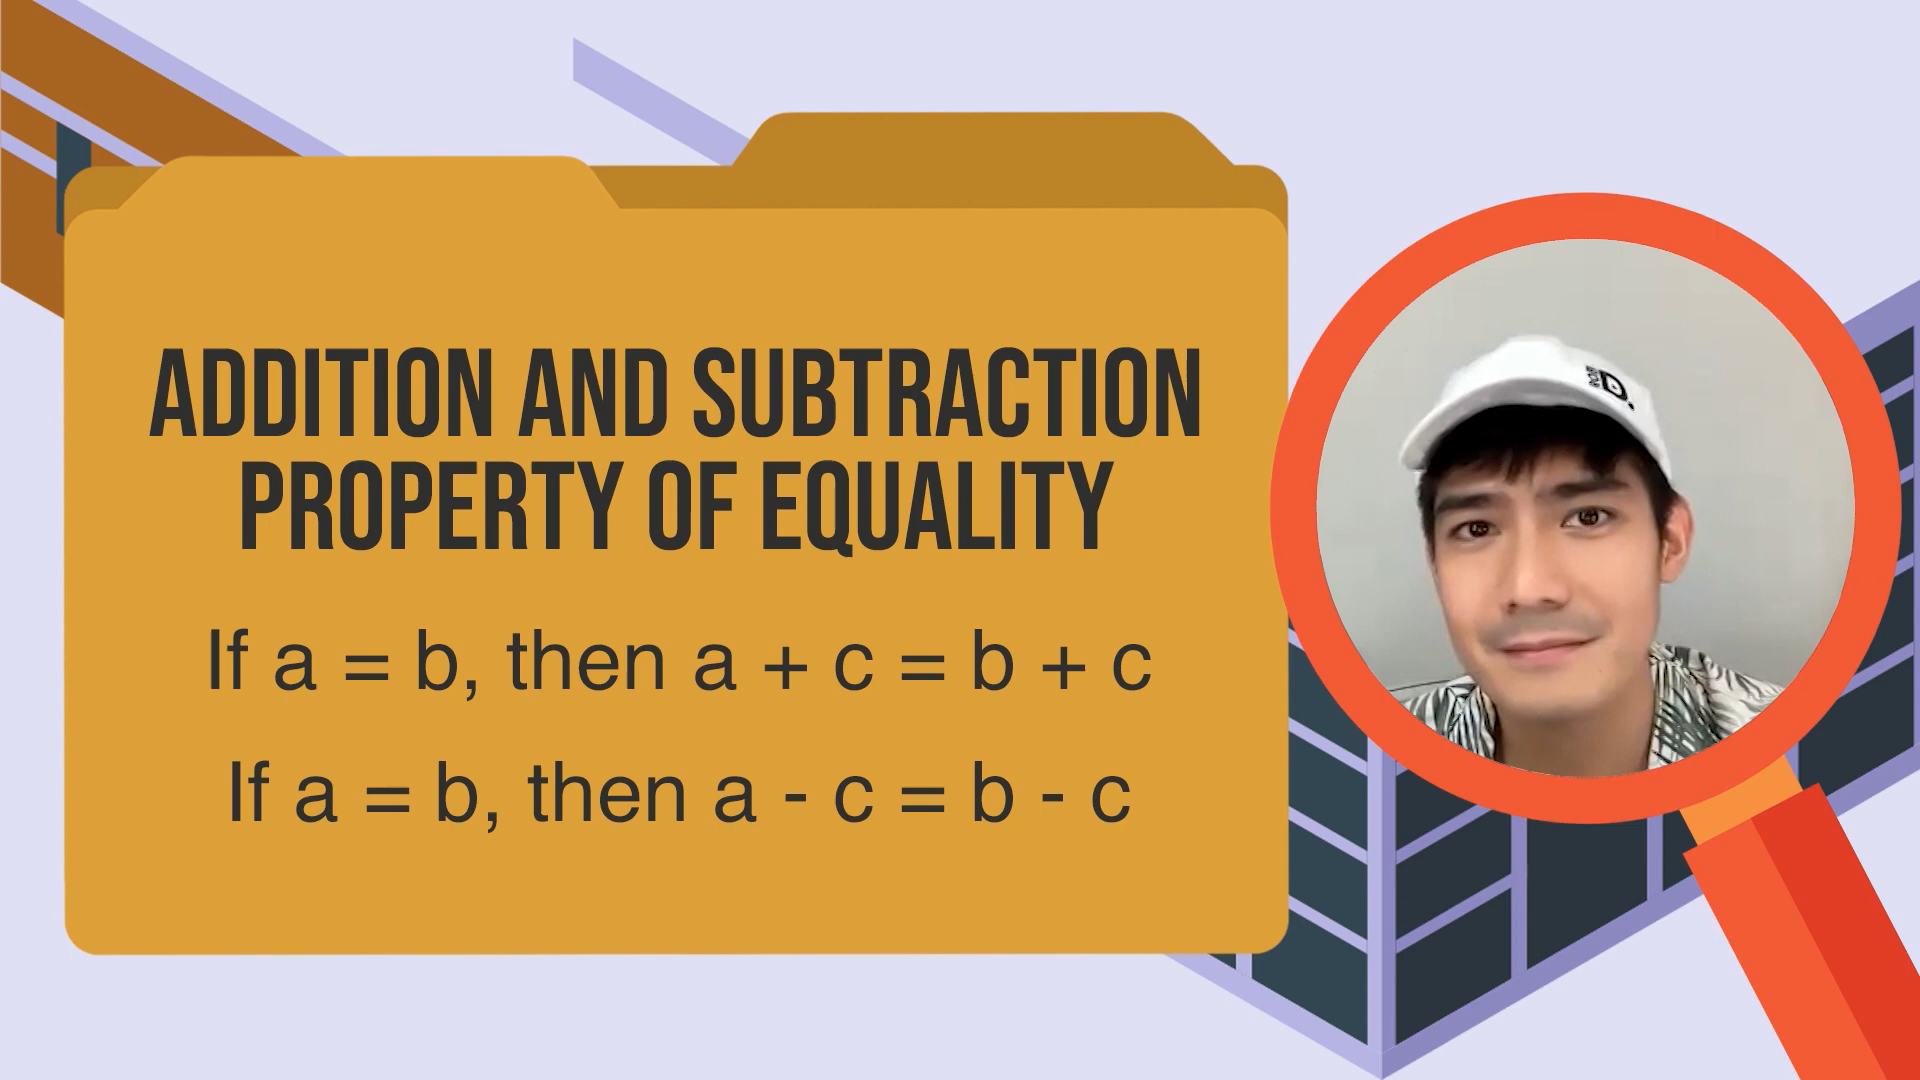 ADDITION AND SUBTRACTION
PROPERTY OF EQUALITY
If a = b, then a + c = b + c
If a = b, then a - c = b - c